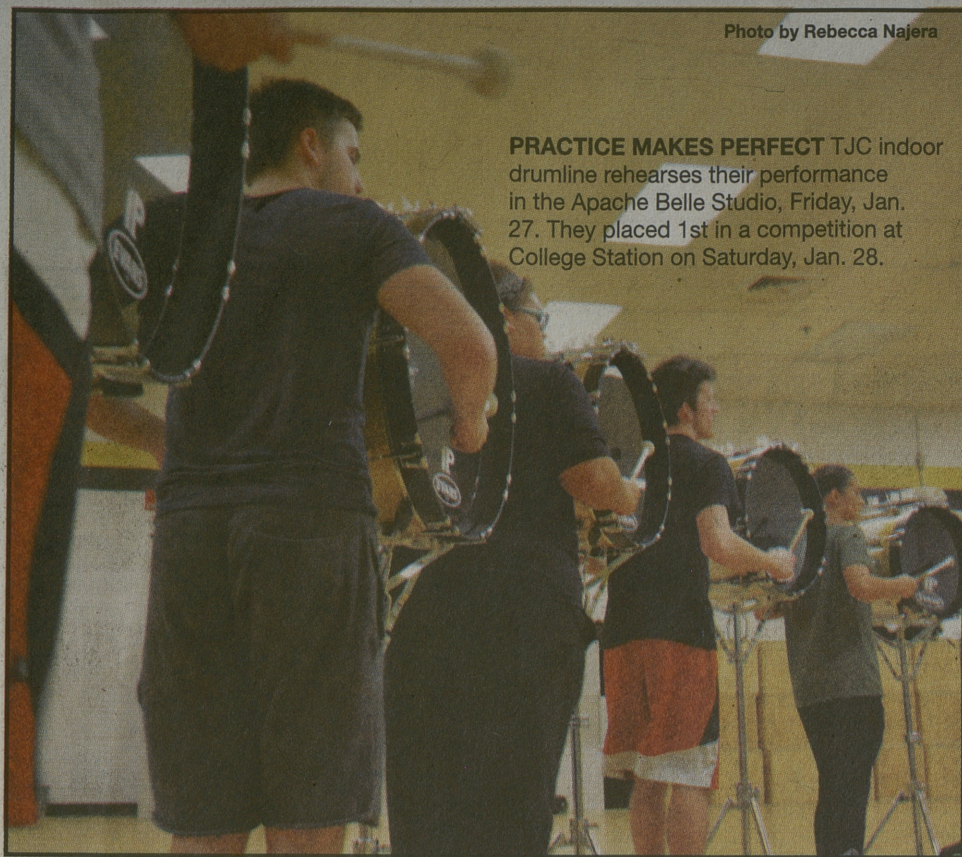 Photo by Rebecca Najera
PRACTICE MAKES PERFECT TJC indoor
drumline rehearses their performance
in the Apache Belle Studio, Friday, Jan.
27. They placed 1st in a competition at
College Station on Saturday, Jan. 28.